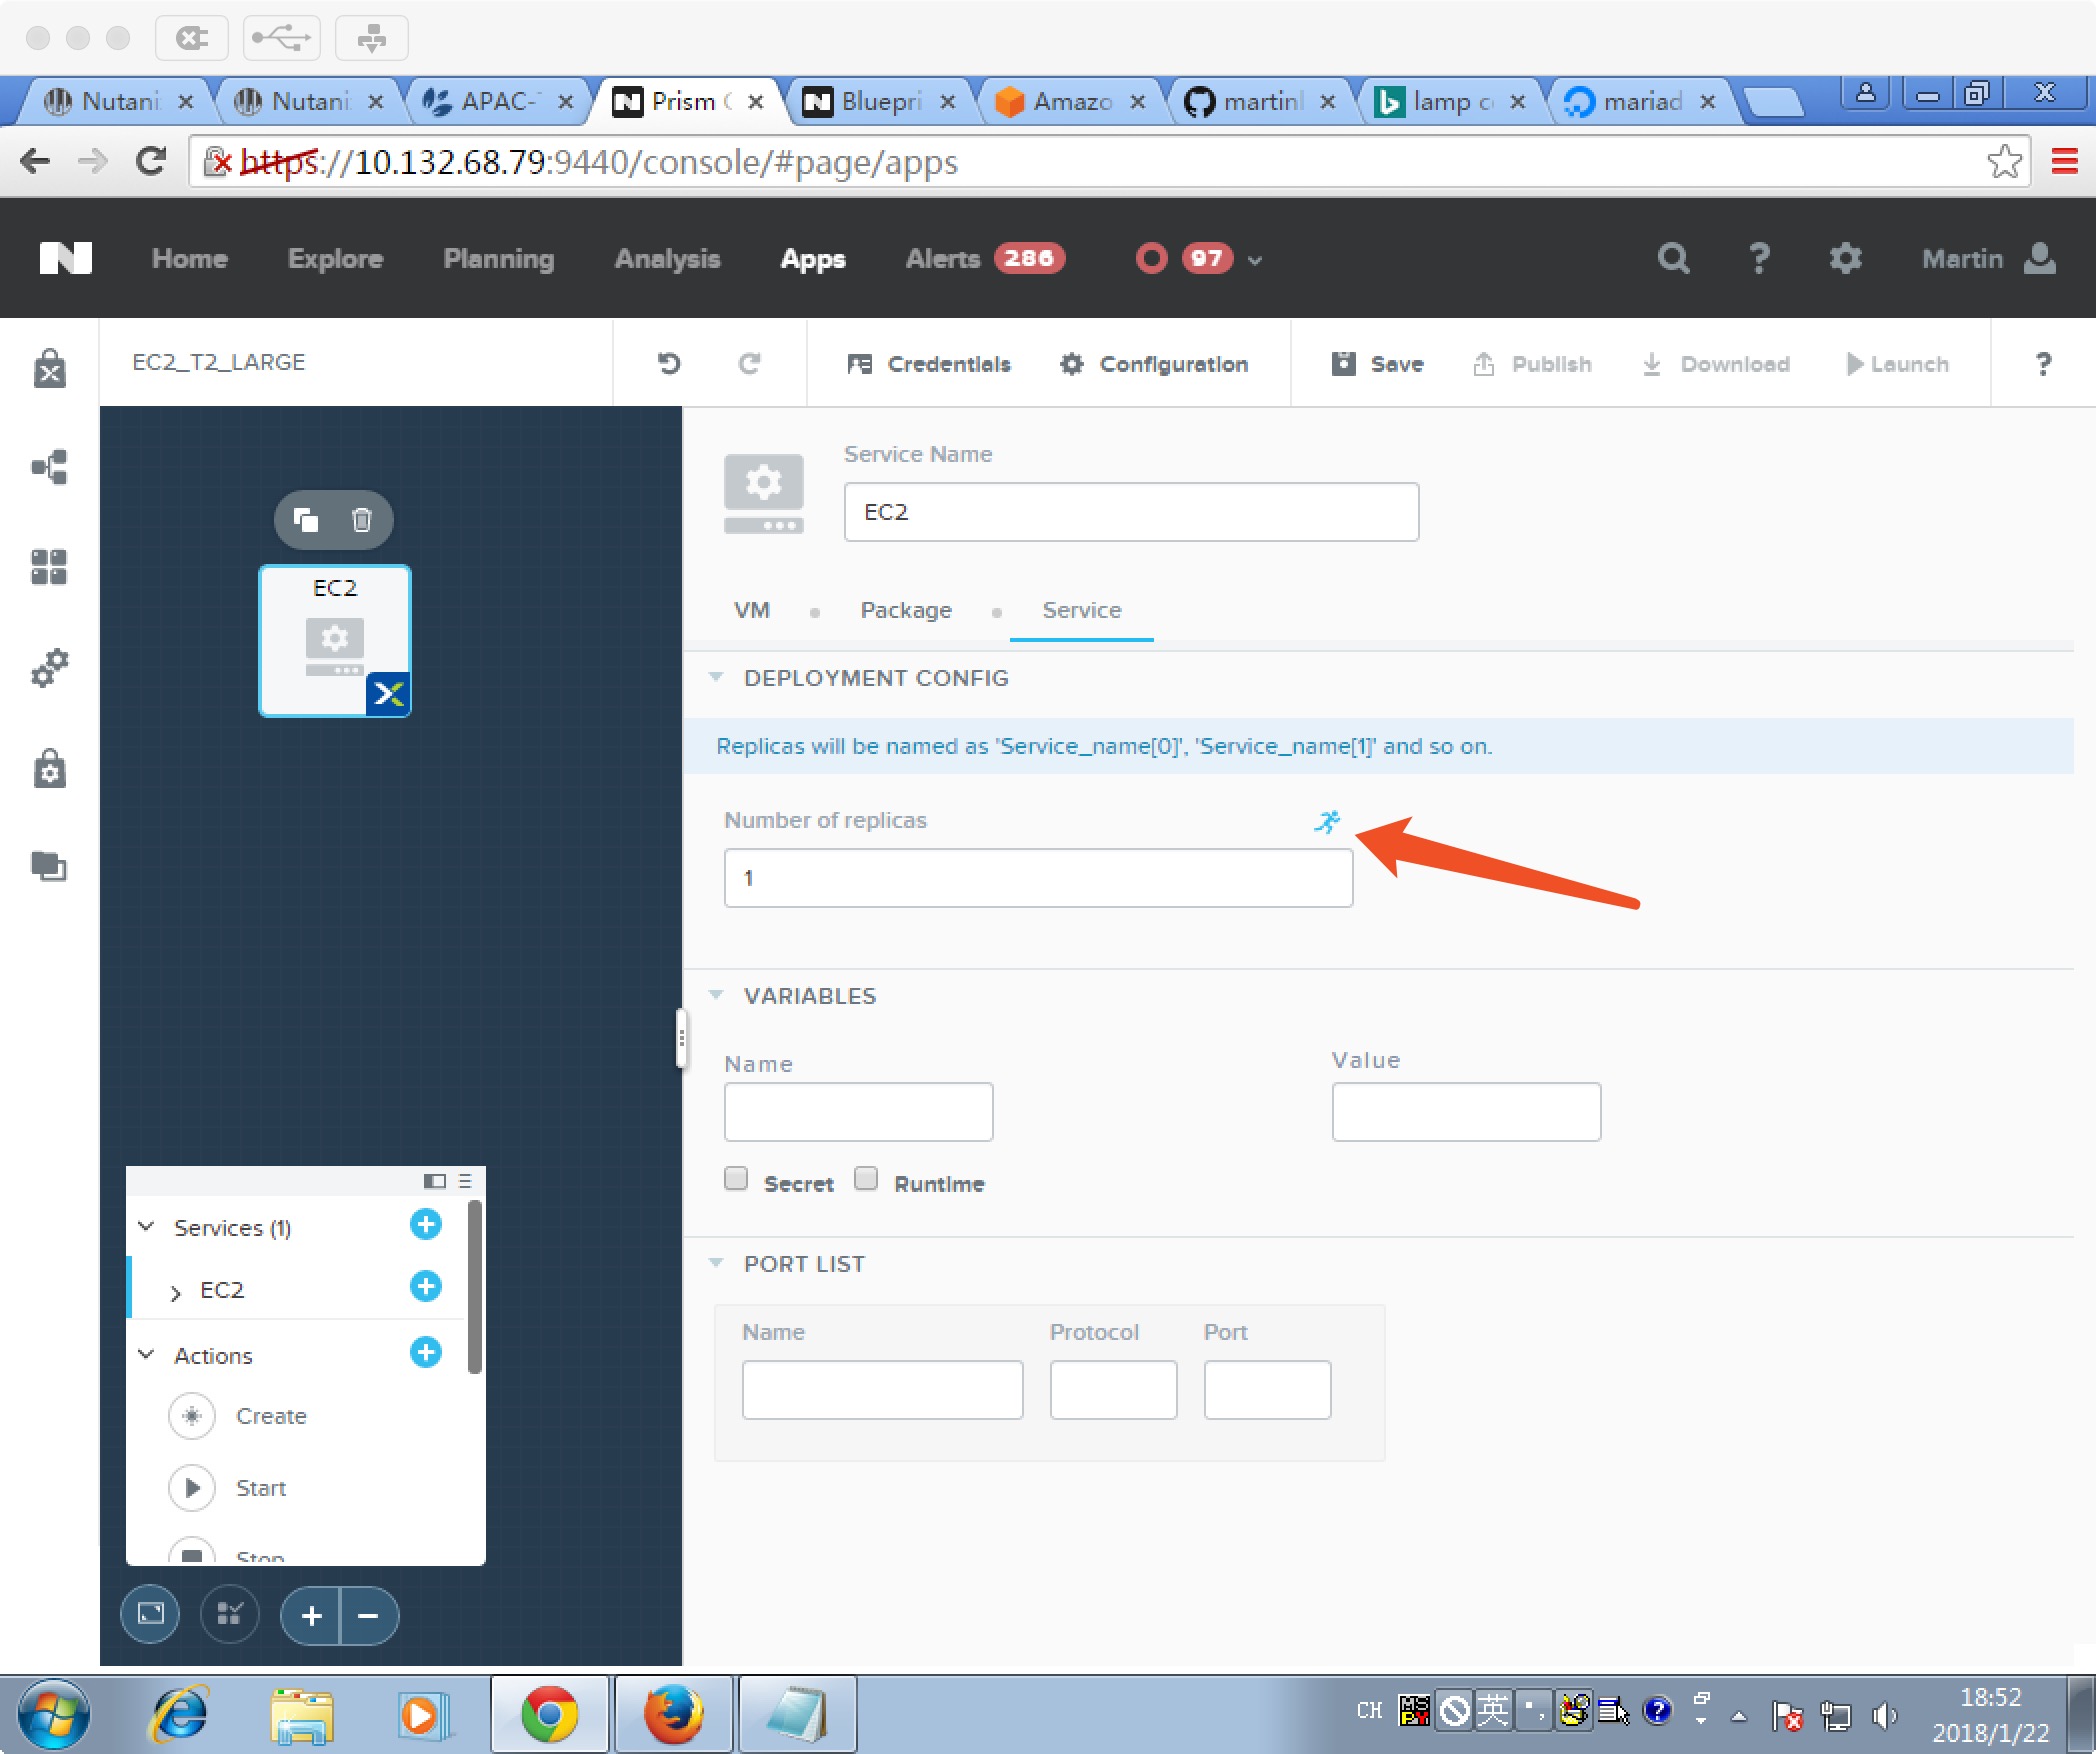 Nutani
Nutani
APAC-
Prism
Bluepri
Amazo
martinl
lamp c
mariad
https://10.132.68.79:9440/console/#page/apps
Home
Explore
Planning
Analysis
Apps
Alerts
286
97
?
Martin
EC2_T2_LARGE
Credentials
Configuration
Save
Publish
Download
Launch
?
Service Name
EC2
EC2
VM
Package
Service
DEPLOYMENT CONFIG
Replicas will be named as 'Service_name[0]', 'Service_name[1]' and so on.
Number of replicas
1
VARIABLES
Name
Value
Secret
Runtime
PORT LIST
Name
Protocol
Port
Services (1)
EC2
Actions
Create
Start
Stop
CH
英
18:52
2018/1/22